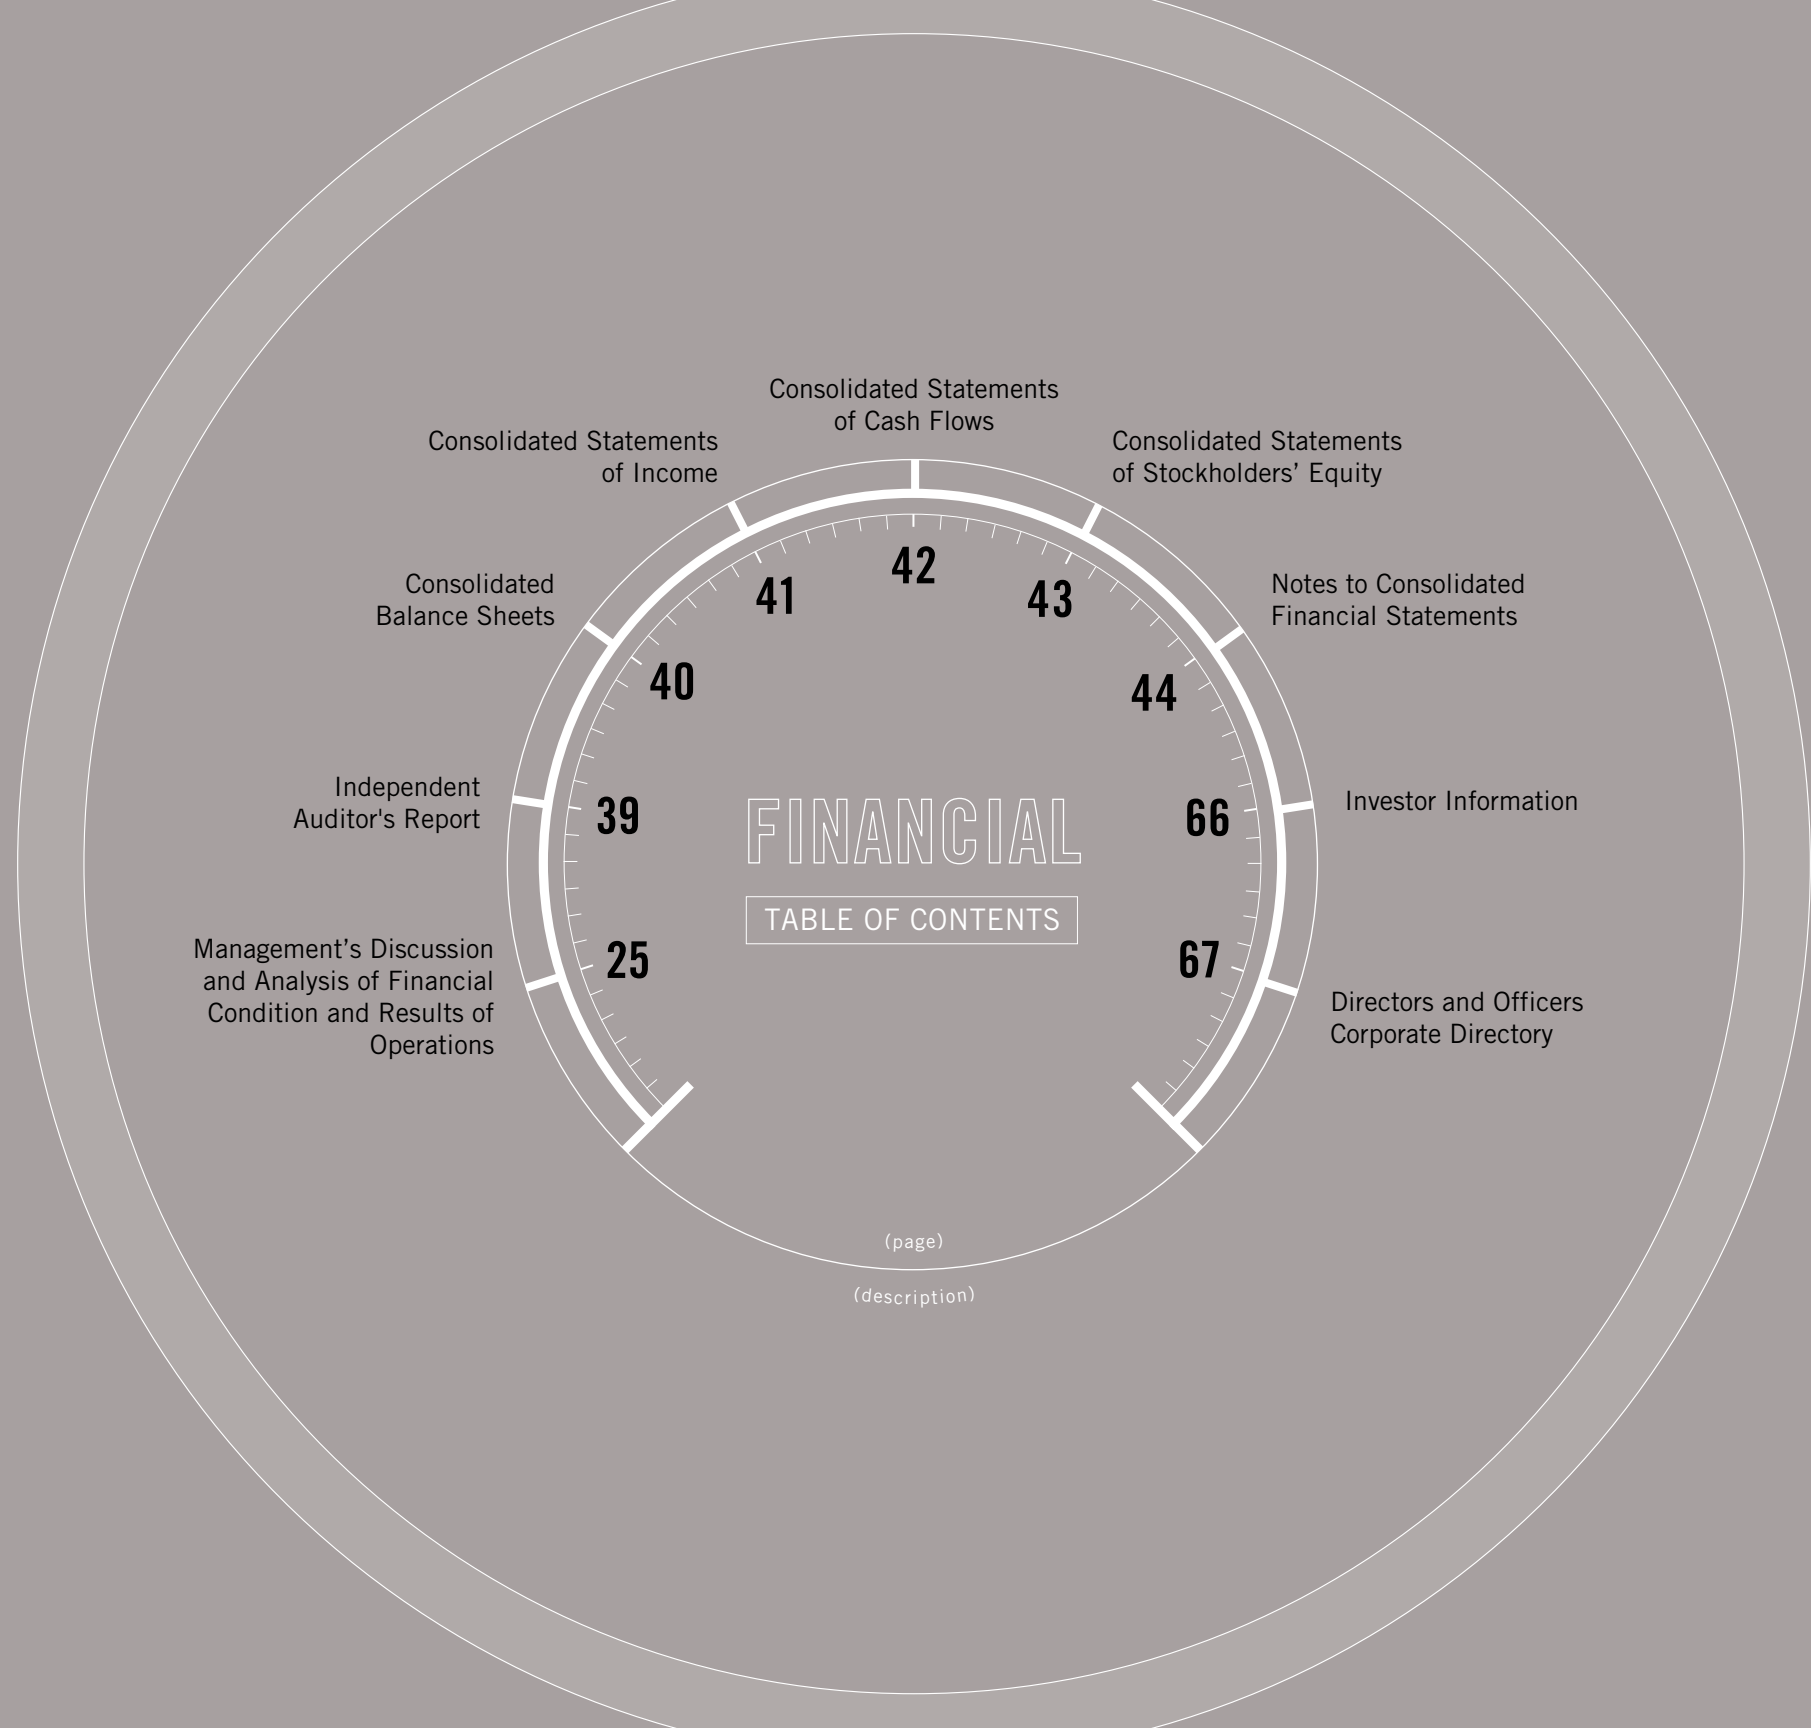 Consolidated Statements
of Cash Flows
Consolidated Statements
of Income
Consolidated Statements
of Stockholders’ Equity
Consolidated
Balance Sheets
Notes to Consolidated
Financial Statements
Independent
Auditor's Report
Investor Information
Management’s Discussion
and Analysis of Financial
Condition and Results of
Operations
Directors and Officers
Corporate Directory
25
39
40
41
42
43
44
66
67
FINANCIAL
TABLE OF CONTENTS
(page)
(description)